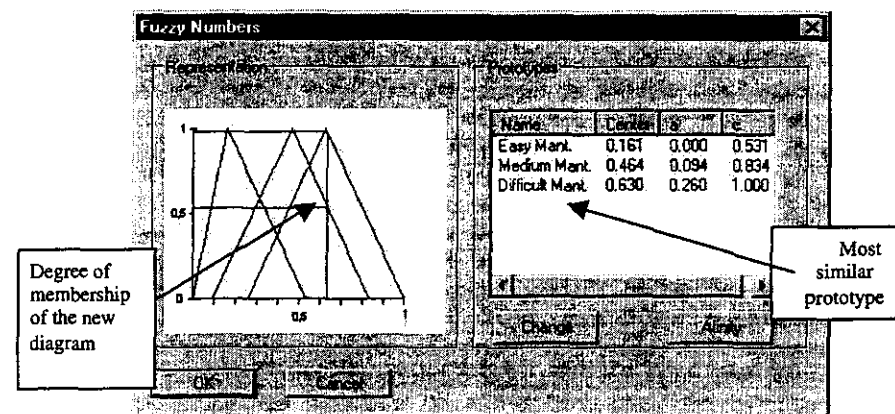 Fuzzy Numbers
Representation
1
0,5
0
0,5
1
Prototypes
Name Center a c
Easy Mant. 0.161 0.000 0.531
Medium Mant. 0.464 0.094 0.834
Difficult Mant. 0.630 0.260 1.000
Change
OK
Cancel
Degree of
membership
of the new
diagram
Most
similar
prototype